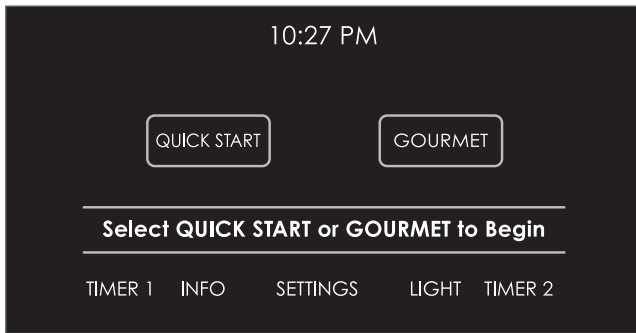 10:27 PM
QUICK START GOURMET
Select QUICK START or GOURMET to Begin
TIMER 1 INFO SETTINGS LIGHT TIMER 2